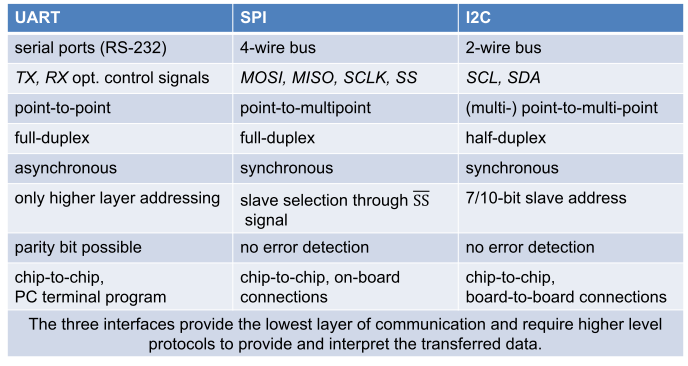 UART SPI I2C
serial ports (RS-232) 4-wire bus 2-wire bus
TX, RX opt. control signals MOSI, MISO, SCLK, SS SCL, SDA
point-to-point point-to-multipoint (multi-) point-to-multi-point
full-duplex full-duplex half-duplex
asynchronous synchronous synchronous
only higher layer addressing slave selection through S̅S̅ 7/10-bit slave address
signal
parity bit possible no error detection no error detection
chip-to-chip, chip-to-chip, on-board chip-to-chip,
PC terminal program connections board-to-board connections
The three interfaces provide the lowest layer of communication and require higher level
protocols to provide and interpret the transferred data.